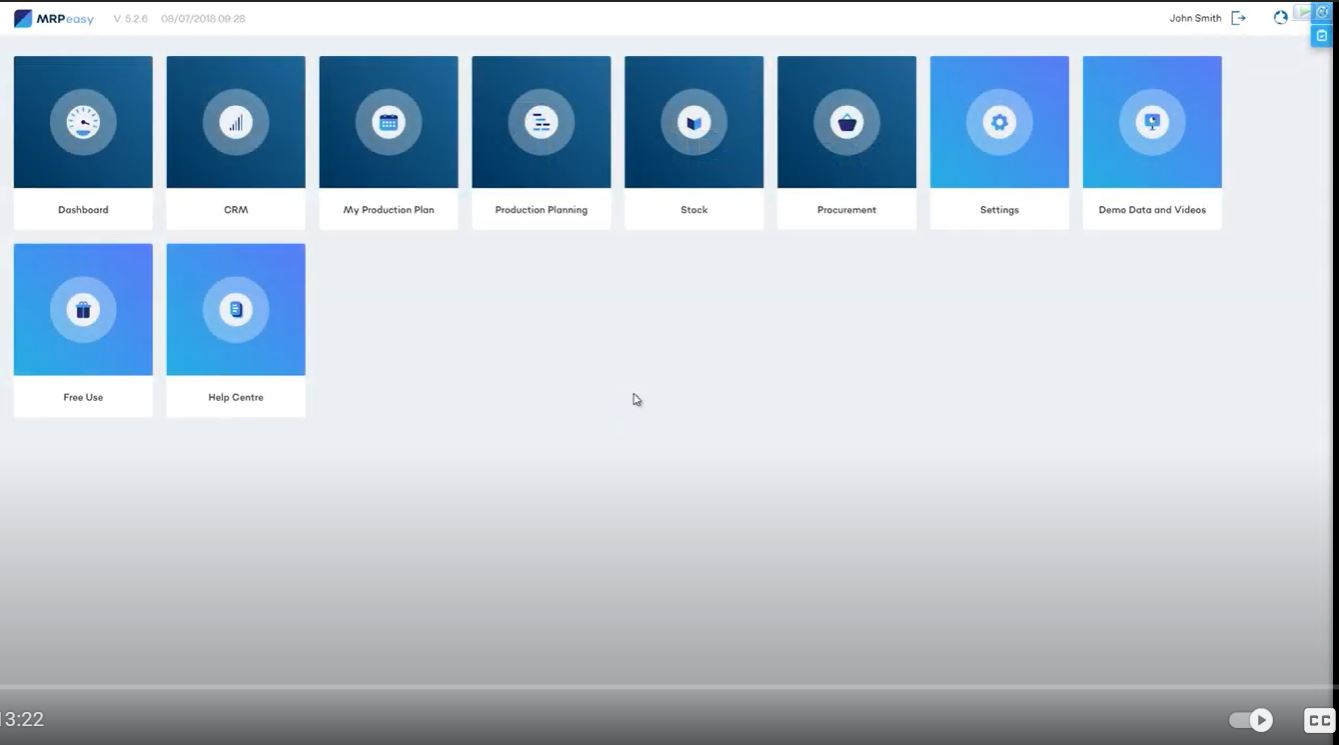 MRPeasy V. 5.2.6 08/07/2018 09:28 John Smith
Dashboard CRM My Production Plan Production Planning Stock Procurement Settings Demo Data and Videos
Free Use Help Centre
13:22 CC